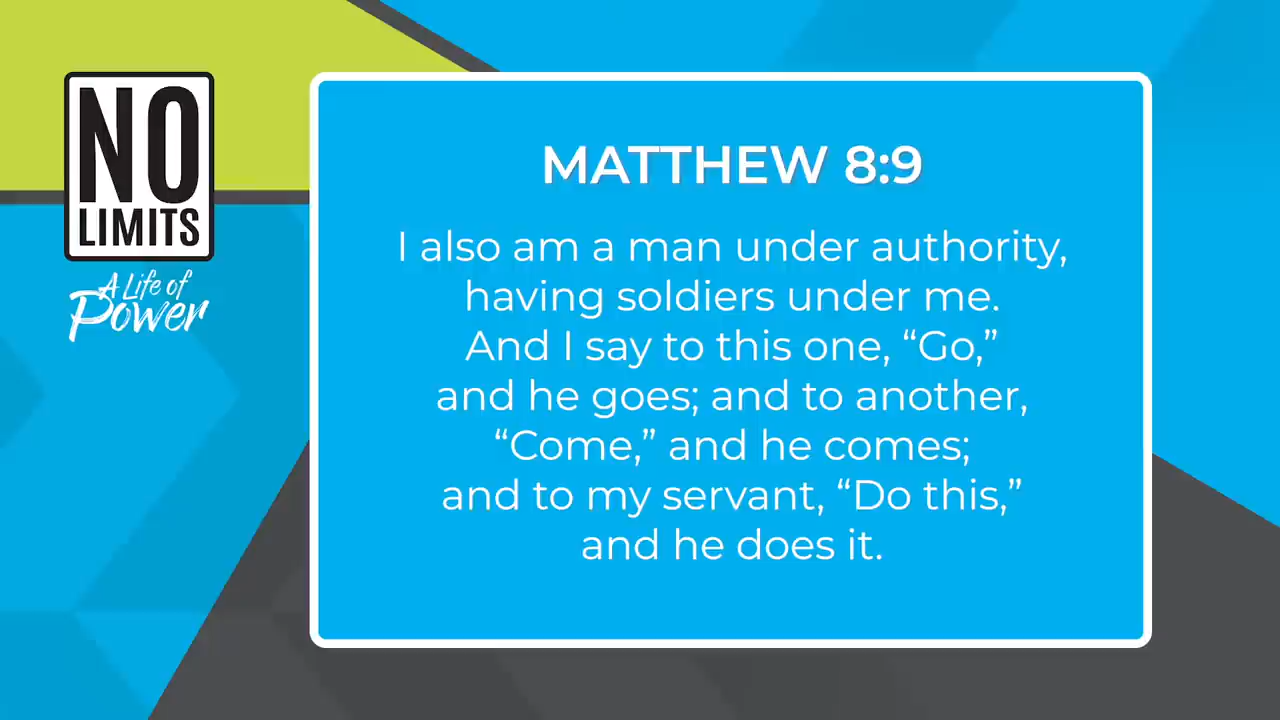 NO
LIMITS
A Life of
Power
MATTHEW 8:9
I also am a man under authority,
having soldiers under me.
And I say to this one, “Go,”
and he goes; and to another,
“Come,” and he comes;
and to my servant, “Do this,”
and he does it.